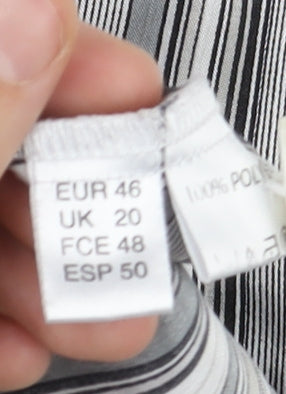 EUR 46
UK 20
FCE 48
ESP 50
100% POL